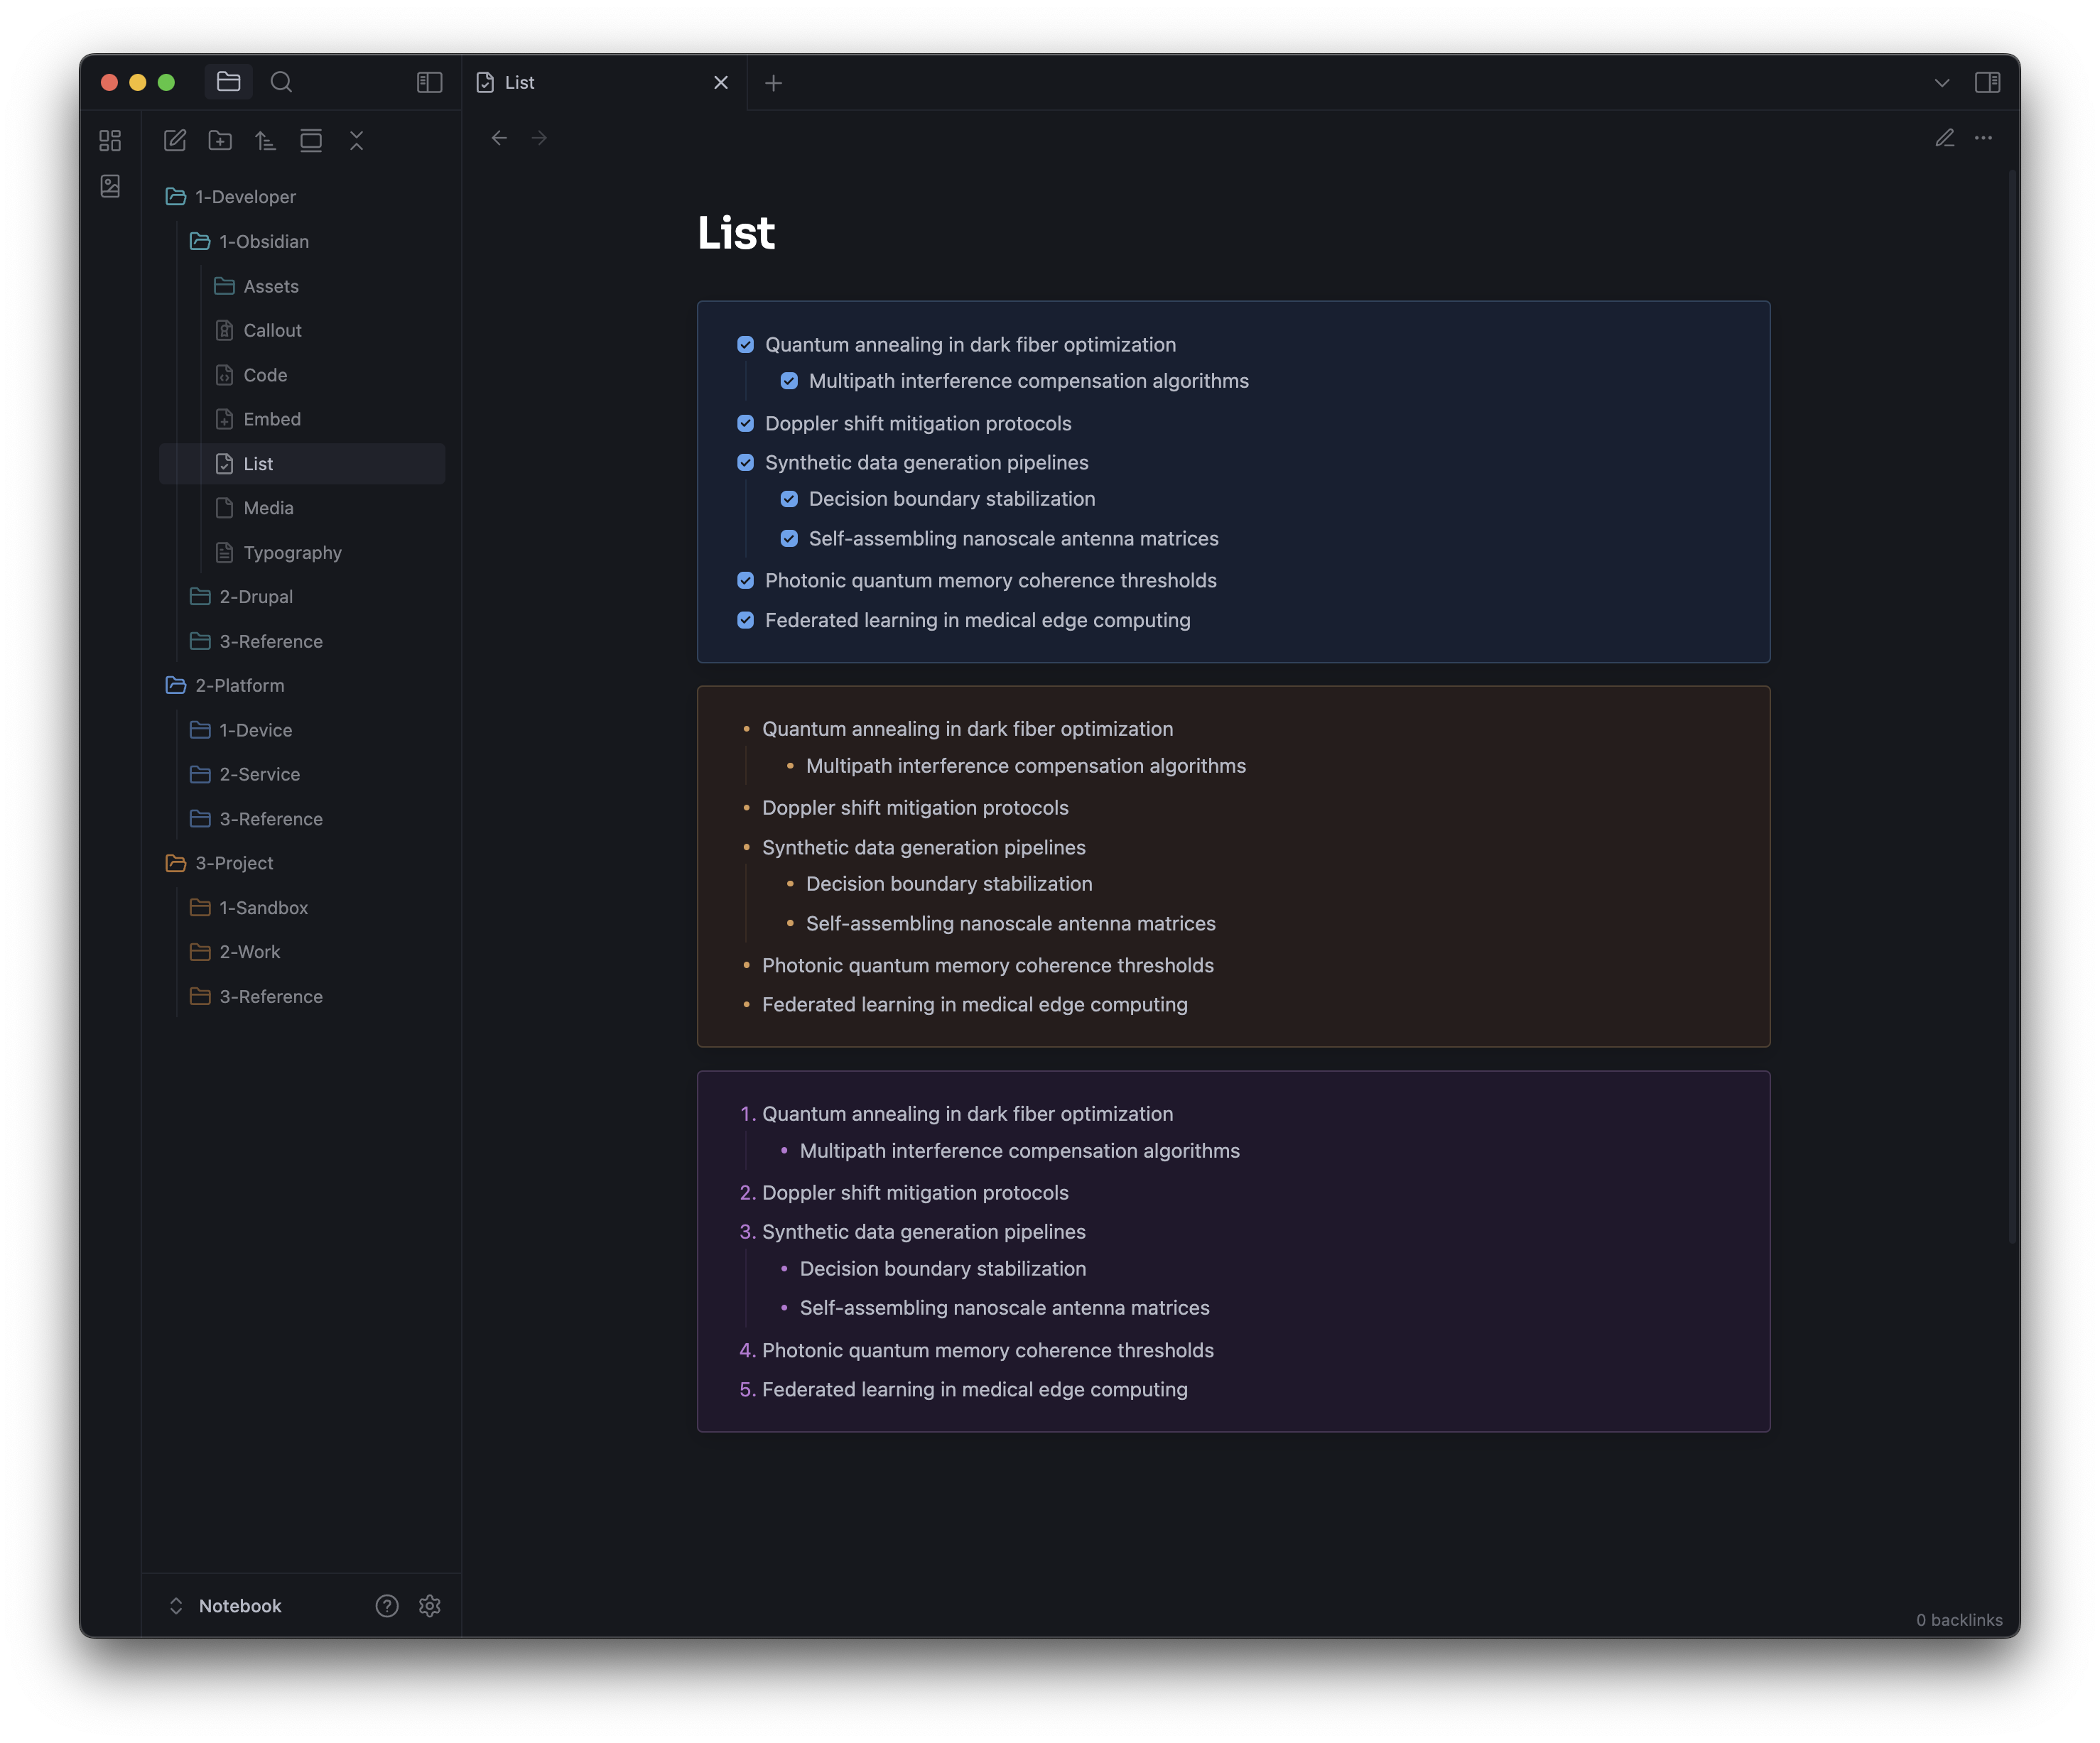 List
1-Developer
1-Obsidian
Assets
Callout
Code
Embed
List
Media
Typography
2-Drupal
3-Reference
2-Platform
1-Device
2-Service
3-Reference
3-Project
1-Sandbox
2-Work
3-Reference
Notebook
List
Quantum annealing in dark fiber optimization
Multipath interference compensation algorithms
Doppler shift mitigation protocols
Synthetic data generation pipelines
Decision boundary stabilization
Self-assembling nanoscale antenna matrices
Photonic quantum memory coherence thresholds
Federated learning in medical edge computing
• Quantum annealing in dark fiber optimization
• Multipath interference compensation algorithms
• Doppler shift mitigation protocols
• Synthetic data generation pipelines
• Decision boundary stabilization
• Self-assembling nanoscale antenna matrices
• Photonic quantum memory coherence thresholds
• Federated learning in medical edge computing
1. Quantum annealing in dark fiber optimization
• Multipath interference compensation algorithms
2. Doppler shift mitigation protocols
3. Synthetic data generation pipelines
• Decision boundary stabilization
• Self-assembling nanoscale antenna matrices
4. Photonic quantum memory coherence thresholds
5. Federated learning in medical edge computing
0 backlinks